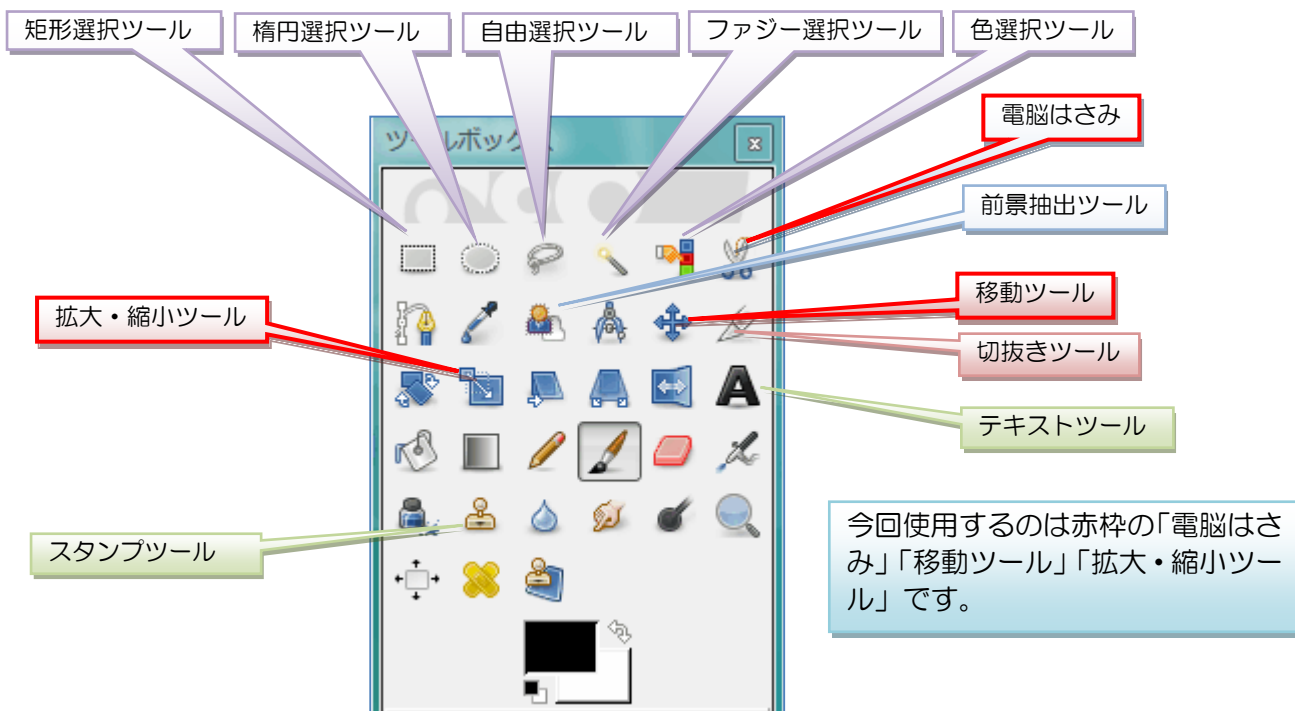 矩形選択ツール
楕円選択ツール
自由選択ツール
ファジー選択ツール
色選択ツール
電脳はさみ
前景抽出ツール
移動ツール
切抜きツール
拡大・縮小ツール
テキストツール
スタンプツール
今回使用するのは赤枠の「電脳はさ
み」「移動ツール」「拡大・縮小ツー
ル」です。